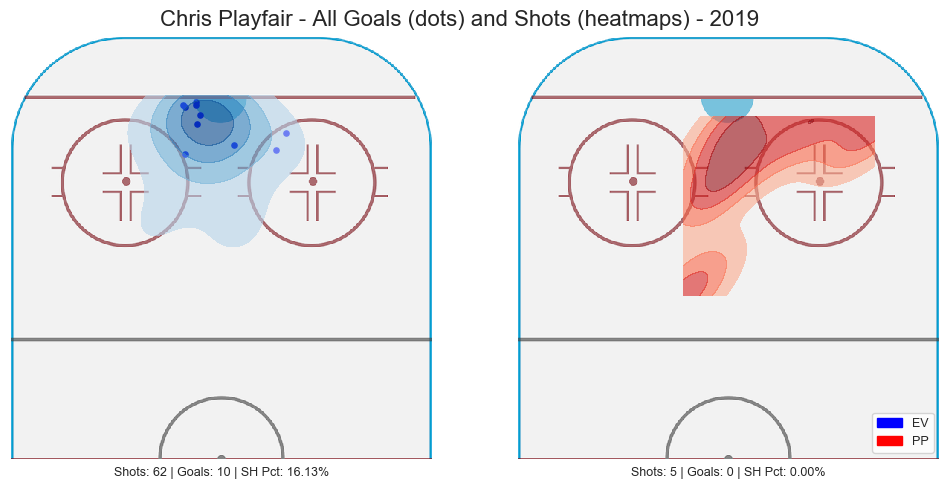 Chris Playfair - All Goals (dots) and Shots (heatmaps) - 2019
EV
PP
Shots: 62 | Goals: 10 | SH Pct: 16.13%
Shots: 5 | Goals: 0 | SH Pct: 0.00%